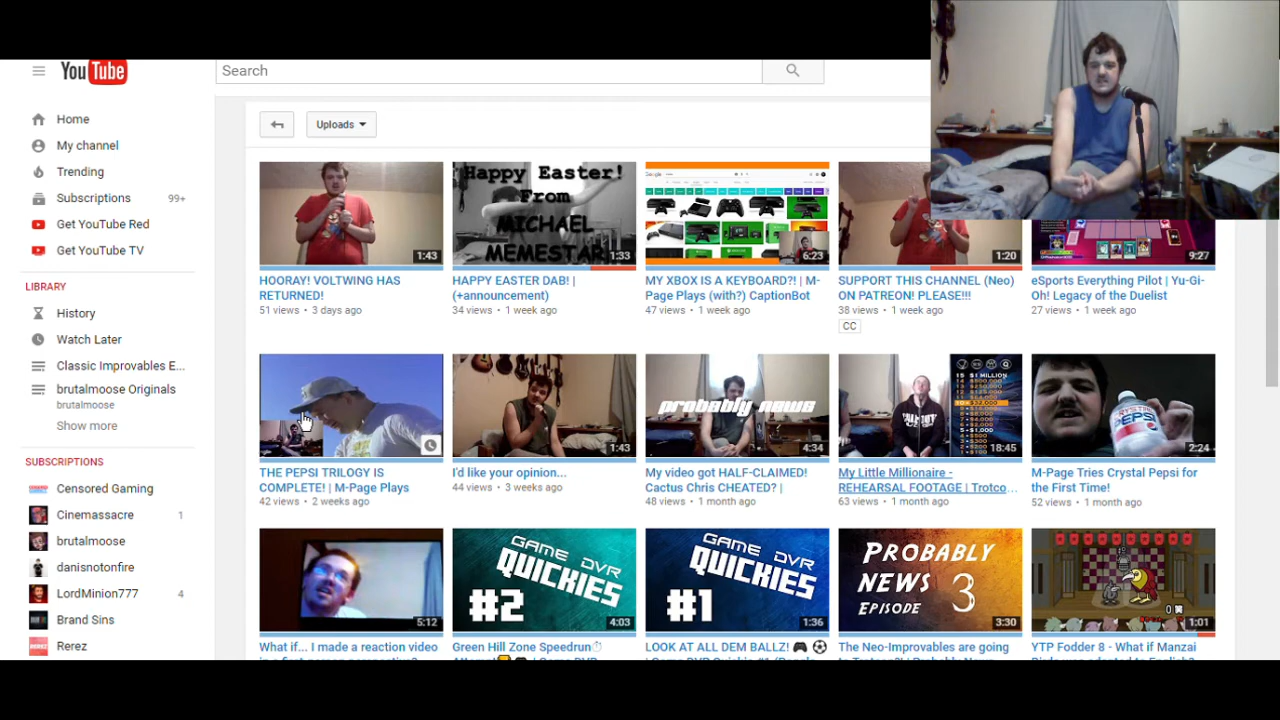 YouTube
Search
Home
My channel
Trending
Subscriptions 99+
Get YouTube Red
Get YouTube TV
LIBRARY
History
Watch Later
Classic Improvables E...
brutalmoose Originals
brutalmoose
Show more
SUBSCRIPTIONS
Censored Gaming
Cinemassacre 1
brutalmoose
danisnotonfire
LordMinion777 4
Brand Sins
Rerez
Uploads
1:43
Happy Easter!
From
MICHAEL
MEMESTAR
1:33
Google
6:23
1:20
9:27
HOORAY! VOLTWING HAS
RETURNED!
51 views • 3 days ago
HAPPY EASTER DAB! |
(+announcement)
34 views • 1 week ago
MY XBOX IS A KEYBOARD?! | M-
Page Plays (with?) CaptionBot
47 views • 1 week ago
SUPPORT THIS CHANNEL (Neo)
ON PATREON! PLEASE!!!
38 views • 1 week ago
CC
eSports Everything Pilot | Yu-Gi-
Oh! Legacy of the Duelist
27 views • 1 week ago
1:43
probably news
4:34
15 $1 MILLION
18:45
CRYSTAL
PEPSI
2:24
THE PEPSI TRILOGY IS
COMPLETE! | M-Page Plays
42 views • 2 weeks ago
I'd like your opinion...
44 views • 3 weeks ago
My video got HALF-CLAIMED!
Cactus Chris CHEATED? |
48 views • 1 month ago
My Little Millionaire -
REHEARSAL FOOTAGE | Trotco...
63 views • 1 month ago
M-Page Tries Crystal Pepsi for
the First Time!
52 views • 1 month ago
5:12
GAME DVR
QUICKIES
#2
4:03
GAME DVR
QUICKIES
#1
1:36
PROBABLY
NEWS 3
EPISODE
3:30
0
1:01
What if... I made a reaction video
Green Hill Zone Speedrun
LOOK AT ALL DEM BALLZ!
The Neo-Improvables are going
YTP Fodder 8 - What if Manzai